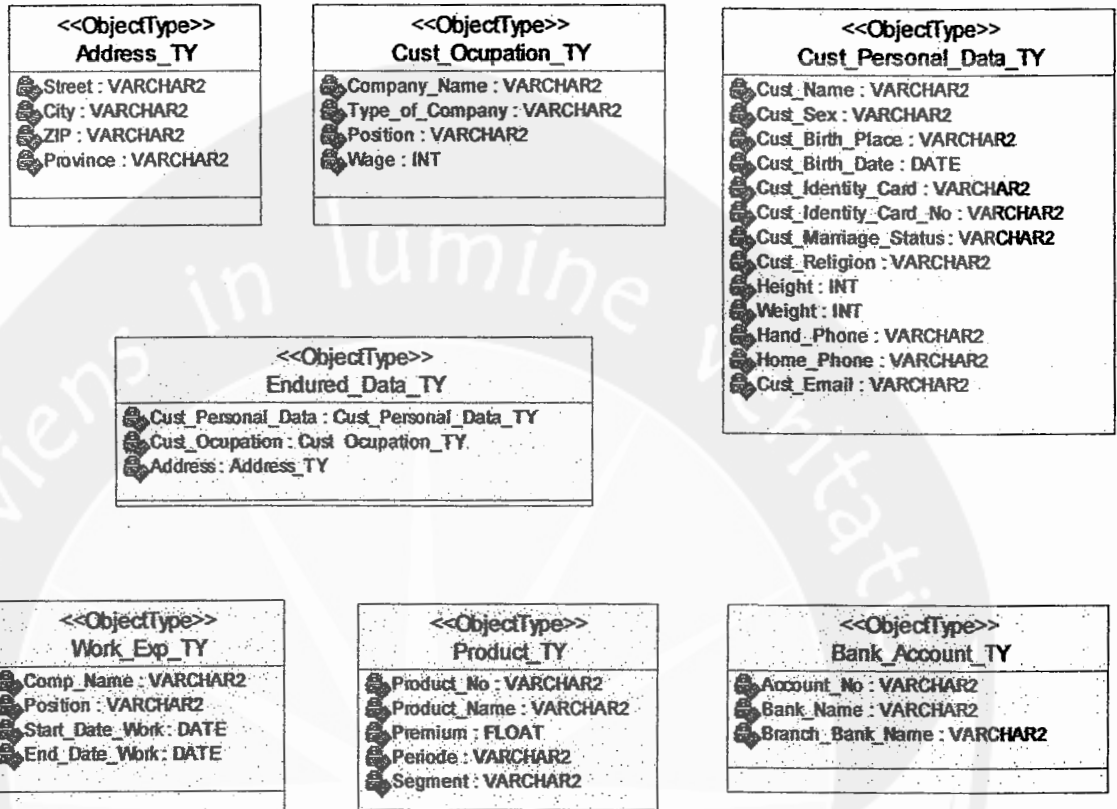 <<ObjectType>>
Address_TY
Street : VARCHAR2
City : VARCHAR2
ZIP : VARCHAR2
Province : VARCHAR2
<<ObjectType>>
Cust_Ocupation_TY
Company_Name : VARCHAR2
Type_of_Company : VARCHAR2
Position : VARCHAR2
Wage : INT
<<ObjectType>>
Cust_Personal_Data_TY
Cust_Name : VARCHAR2
Cust_Sex : VARCHAR2
Cust_Birth_Place : VARCHAR2
Cust_Birth_Date : DATE
Cust_Identity_Card : VARCHAR2
Cust_Identity_Card_No : VARCHAR2
Cust_Marriage_Status : VARCHAR2
Cust_Religion : VARCHAR2
Height : INT
Weight : INT
Hand_Phone : VARCHAR2
Home_Phone : VARCHAR2
Cust_Email : VARCHAR2
<<ObjectType>>
Endured_Data_TY
Cust_Personal_Data : Cust_Personal_Data_TY
Cust_Ocupation : Cust_Ocupation_TY
Address : Address_TY
<<ObjectType>>
Work_Exp_TY
Comp_Name : VARCHAR2
Position : VARCHAR2
Start_Date_Work : DATE
End_Date_Work : DATE
<<ObjectType>>
Product_TY
Product_No : VARCHAR2
Product_Name : VARCHAR2
Premium : FLOAT
Periode : VARCHAR2
Segment : VARCHAR2
<<ObjectType>>
Bank_Account_TY
Account_No : VARCHAR2
Bank_Name : VARCHAR2
Branch_Bank_Name : VARCHAR2
in lumine